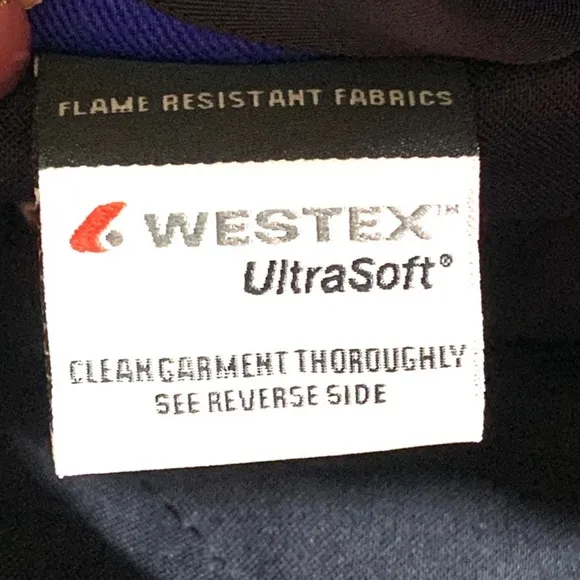 FLAME RESISTANT FABRICS
WESTEX™
UltraSoft®
CLEAN GARMENT THOROUGHLY
SEE REVERSE SIDE